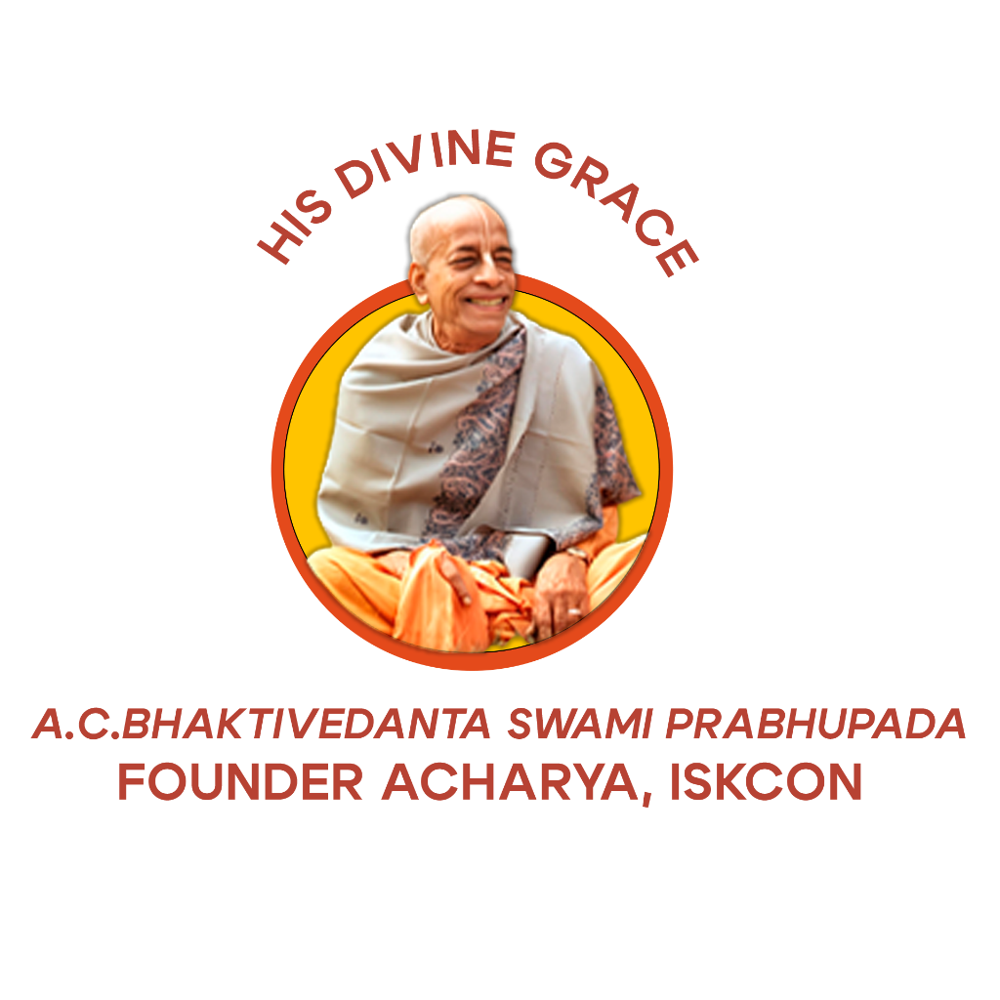 HIS DIVINE GRACE
A.C.BHAKTIVEDANTA SWAMI PRABHUPADA
FOUNDER ACHARYA, ISKCON